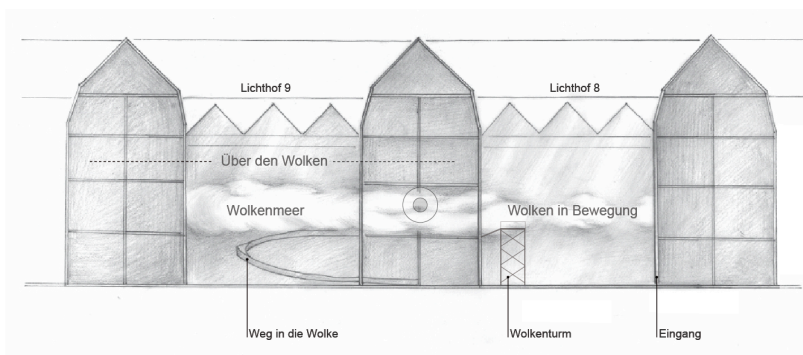 Lichthof 9
Lichthof 8
Über den Wolken
Wolkenmeer
Wolken in Bewegung
Weg in die Wolke
Wolkenturm
Eingang